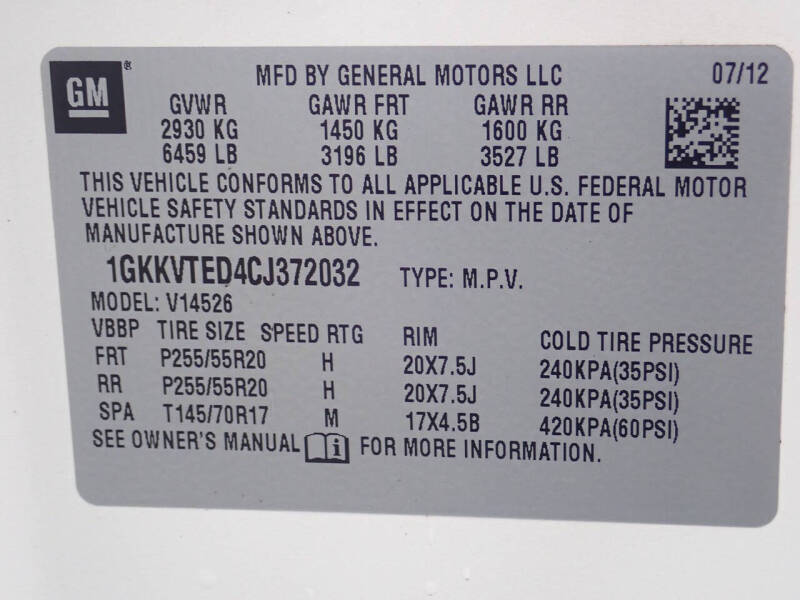 GM®
MFD BY GENERAL MOTORS LLC 07/12
GVWR GAWR FRT GAWR RR
2930 KG 1450 KG 1600 KG
6459 LB 3196 LB 3527 LB
THIS VEHICLE CONFORMS TO ALL APPLICABLE U.S. FEDERAL MOTOR
VEHICLE SAFETY STANDARDS IN EFFECT ON THE DATE OF
MANUFACTURE SHOWN ABOVE.
1GKKVTED4CJ372032 TYPE: M.P.V.
MODEL: V14526
VBBP TIRE SIZE SPEED RTG RIM COLD TIRE PRESSURE
FRT P255/55R20 H 20X7.5J 240KPA(35PSI)
RR P255/55R20 H 20X7.5J 240KPA(35PSI)
SPA T145/70R17 M 17X4.5B 420KPA(60PSI)
SEE OWNER'S MANUAL i FOR MORE INFORMATION.